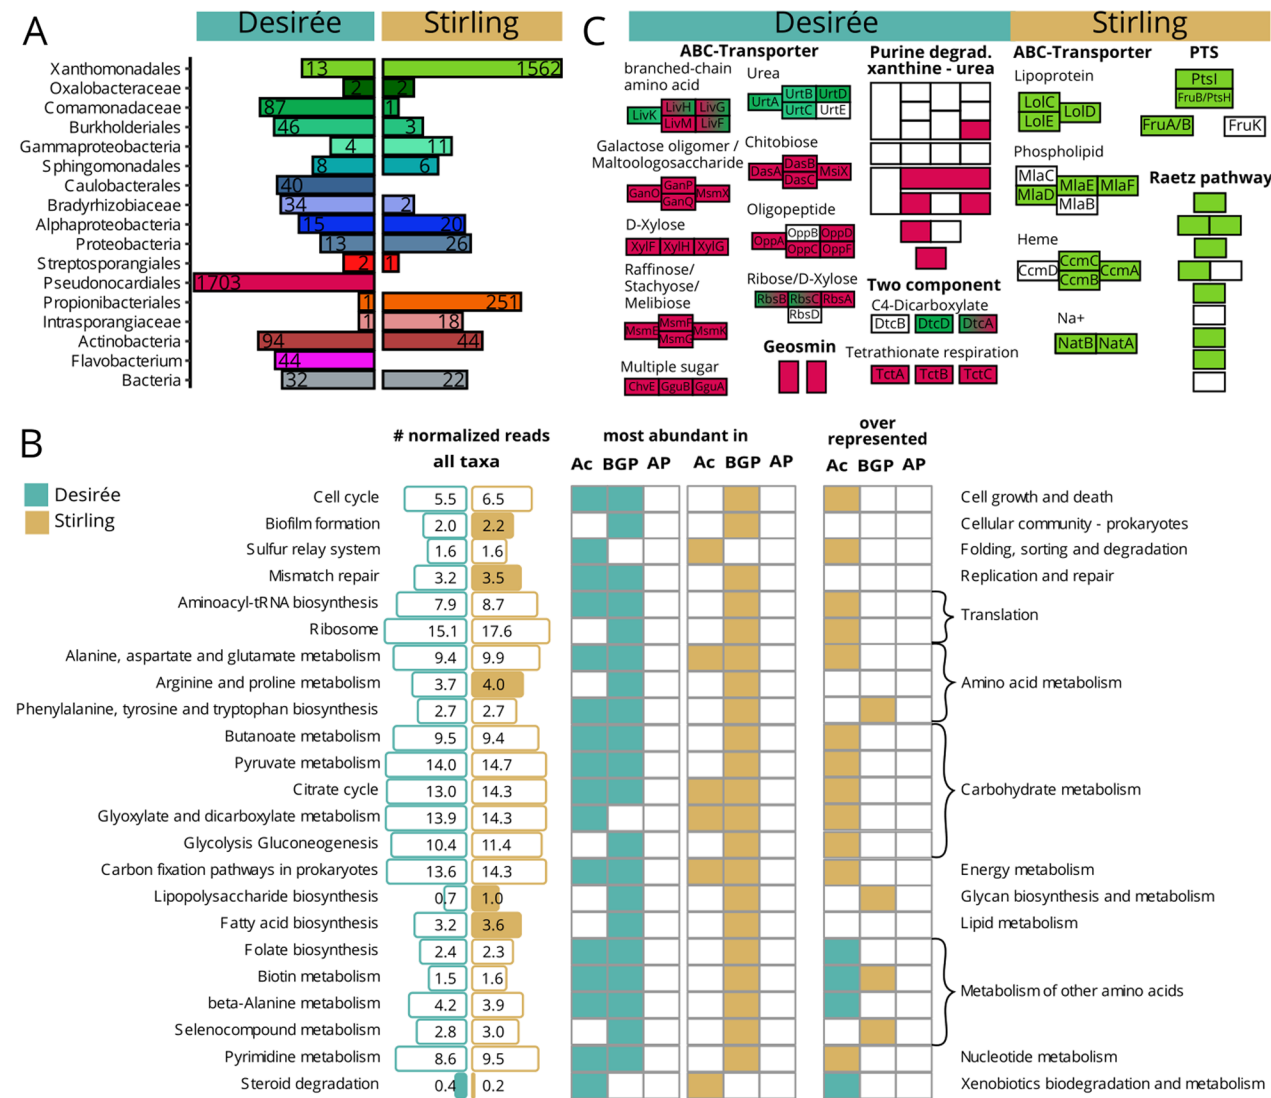 A
Desirée
Stirling
Xanthomonadales 13 1562
Oxalobacteraceae 2 2
Comamonadaceae 87 1
Burkholderiales 46 3
Gammaproteobacteria 4 11
Sphingomonadales 8 6
Caulobacterales 40
Bradyrhizobiaceae 34 2
Alphaproteobacteria 15 20
Proteobacteria 13 26
Streptosporangiales 2 1
Pseudonocardiales 1703
Propionibacteriales 1 251
Intrasporangiaceae 1 18
Actinobacteria 94 44
Flavobacterium 44
Bacteria 32 22
C
Desirée
Stirling
ABC-Transporter
branched-chain
amino acid
LivK LivH LivG
LivM LivF
Galactose oligomer /
Maltoologosaccharide
GanO GanP MsmX
GanQ
D-Xylose
XylF XylH XylG
Raffinose/
Stachyose/
Melibiose
MsmE MsmF MsmK
MsmG
Multiple sugar
ChvE GguB GguA
Urea
UrtA UrtB UrtD
UrtC UrtE
Chitobiose
DasA DasB MsiX
DasC
Oligopeptide
OppA OppB OppD
OppC OppF
Ribose/D-Xylose
RbsB RbsC RbsA
RbsD
Geosmin
Purine degrad.
xanthine - urea
Two component
C4-Dicarboxylate
DtcB DtcD DtcA
Tetrathionate respiration
TctA TctB TctC
ABC-Transporter
Lipoprotein
LolC LolD
LolE
Phospholipid
MlaC MlaE MlaF
MlaD MlaB
Heme
CcmD CcmC CcmA
CcmB
Na+
NatB NatA
PTS
PtsI
FruB/PtsH
FruA/B FruK
Raetz pathway
B
Desirée
Stirling
# normalized reads
all taxa
most abundant in
Ac BGP AP Ac BGP AP
over
represented
Ac BGP AP
Cell cycle 5.5 6.5 Cell growth and death
Biofilm formation 2.0 2.2 Cellular community - prokaryotes
Sulfur relay system 1.6 1.6 Folding, sorting and degradation
Mismatch repair 3.2 3.5 Replication and repair
Aminoacyl-tRNA biosynthesis 7.9 8.7
Translation
Ribosome 15.1 17.6
Alanine, aspartate and glutamate metabolism 9.4 9.9
Arginine and proline metabolism 3.7 4.0 Amino acid metabolism
Phenylalanine, tyrosine and tryptophan biosynthesis 2.7 2.7
Butanoate metabolism 9.5 9.4
Pyruvate metabolism 14.0 14.7
Citrate cycle 13.0 14.3 Carbohydrate metabolism
Glyoxylate and dicarboxylate metabolism 13.9 14.3
Glycolysis Gluconeogenesis 10.4 11.4
Carbon fixation pathways in prokaryotes 13.6 14.3 Energy metabolism
Lipopolysaccharide biosynthesis 0.7 1.0 Glycan biosynthesis and metabolism
Fatty acid biosynthesis 3.2 3.6 Lipid metabolism
Folate biosynthesis 2.4 2.3
Biotin metabolism 1.5 1.6
Metabolism of other amino acids
beta-Alanine metabolism 4.2 3.9
Selenocompound metabolism 2.8 3.0
Pyrimidine metabolism 8.6 9.5 Nucleotide metabolism
Steroid degradation 0.4 0.2 Xenobiotics biodegradation and metabolism